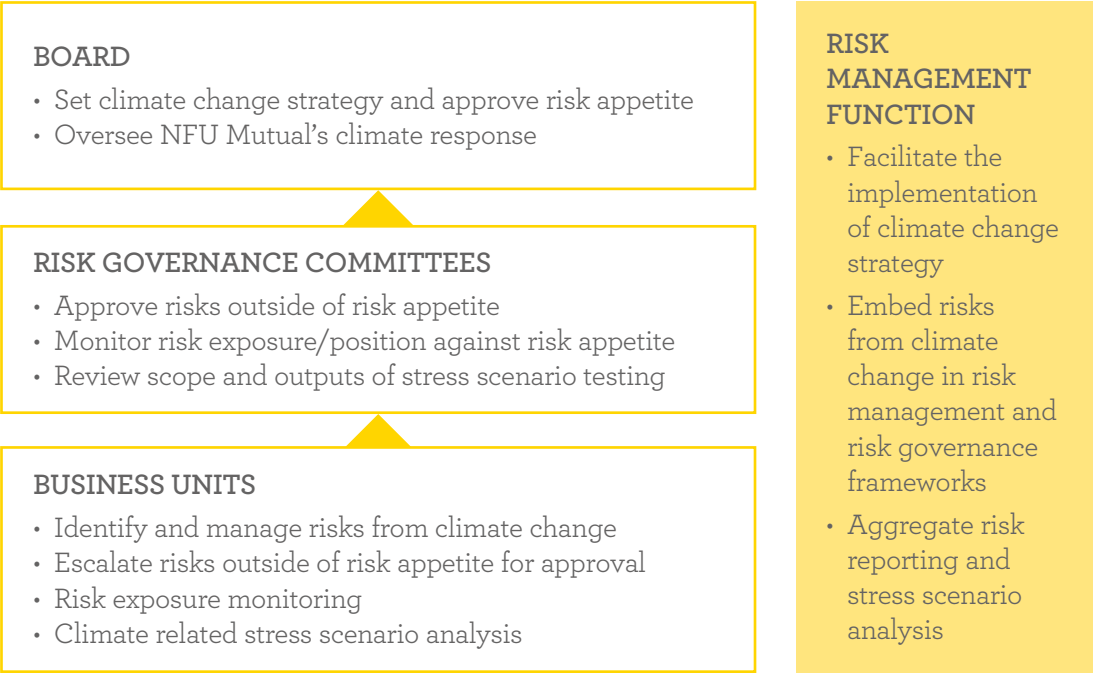 BOARD
• Set climate change strategy and approve risk appetite
• Oversee NFU Mutual’s climate response
RISK GOVERNANCE COMMITTEES
• Approve risks outside of risk appetite
• Monitor risk exposure/position against risk appetite
• Review scope and outputs of stress scenario testing
BUSINESS UNITS
• Identify and manage risks from climate change
• Escalate risks outside of risk appetite for approval
• Risk exposure monitoring
• Climate related stress scenario analysis
RISK
MANAGEMENT
FUNCTION
• Facilitate the
implementation
of climate change
strategy
• Embed risks
from climate
change in risk
management and
risk governance
frameworks
• Aggregate risk
reporting and
stress scenario
analysis